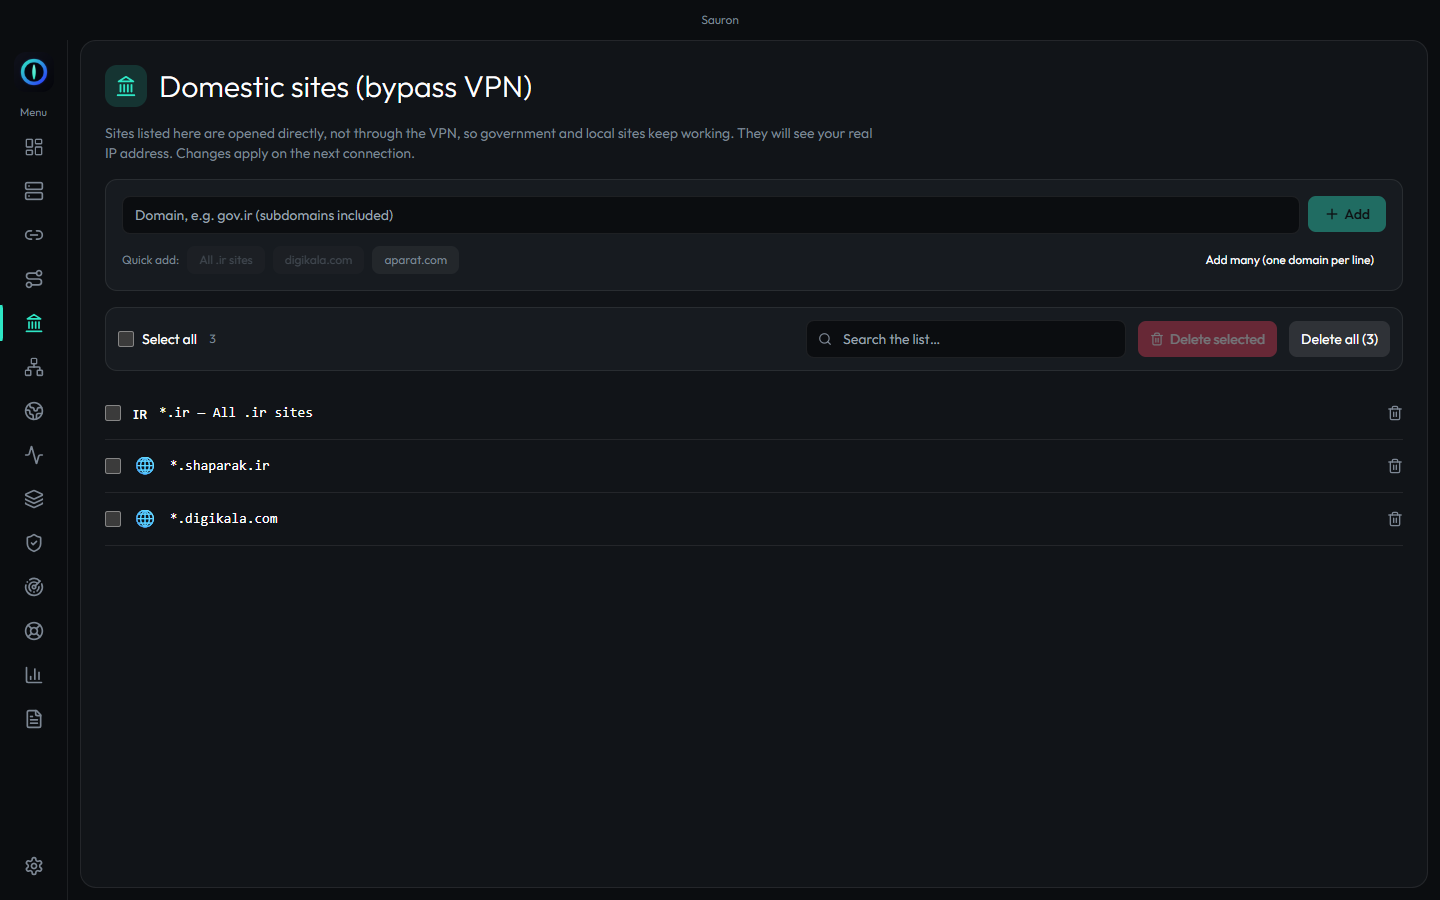 Sauron
Menu
Domestic sites (bypass VPN)
Sites listed here are opened directly, not through the VPN, so government and local sites keep working. They will see your real
IP address. Changes apply on the next connection.
Domain, e.g. gov.ir (subdomains included)
Add
Quick add: All .ir sites digikala.com aparat.com
Add many (one domain per line)
Select all 3
Search the list...
Delete selected
Delete all (3)
IR *.ir — All .ir sites
*.shaparak.ir
*.digikala.com